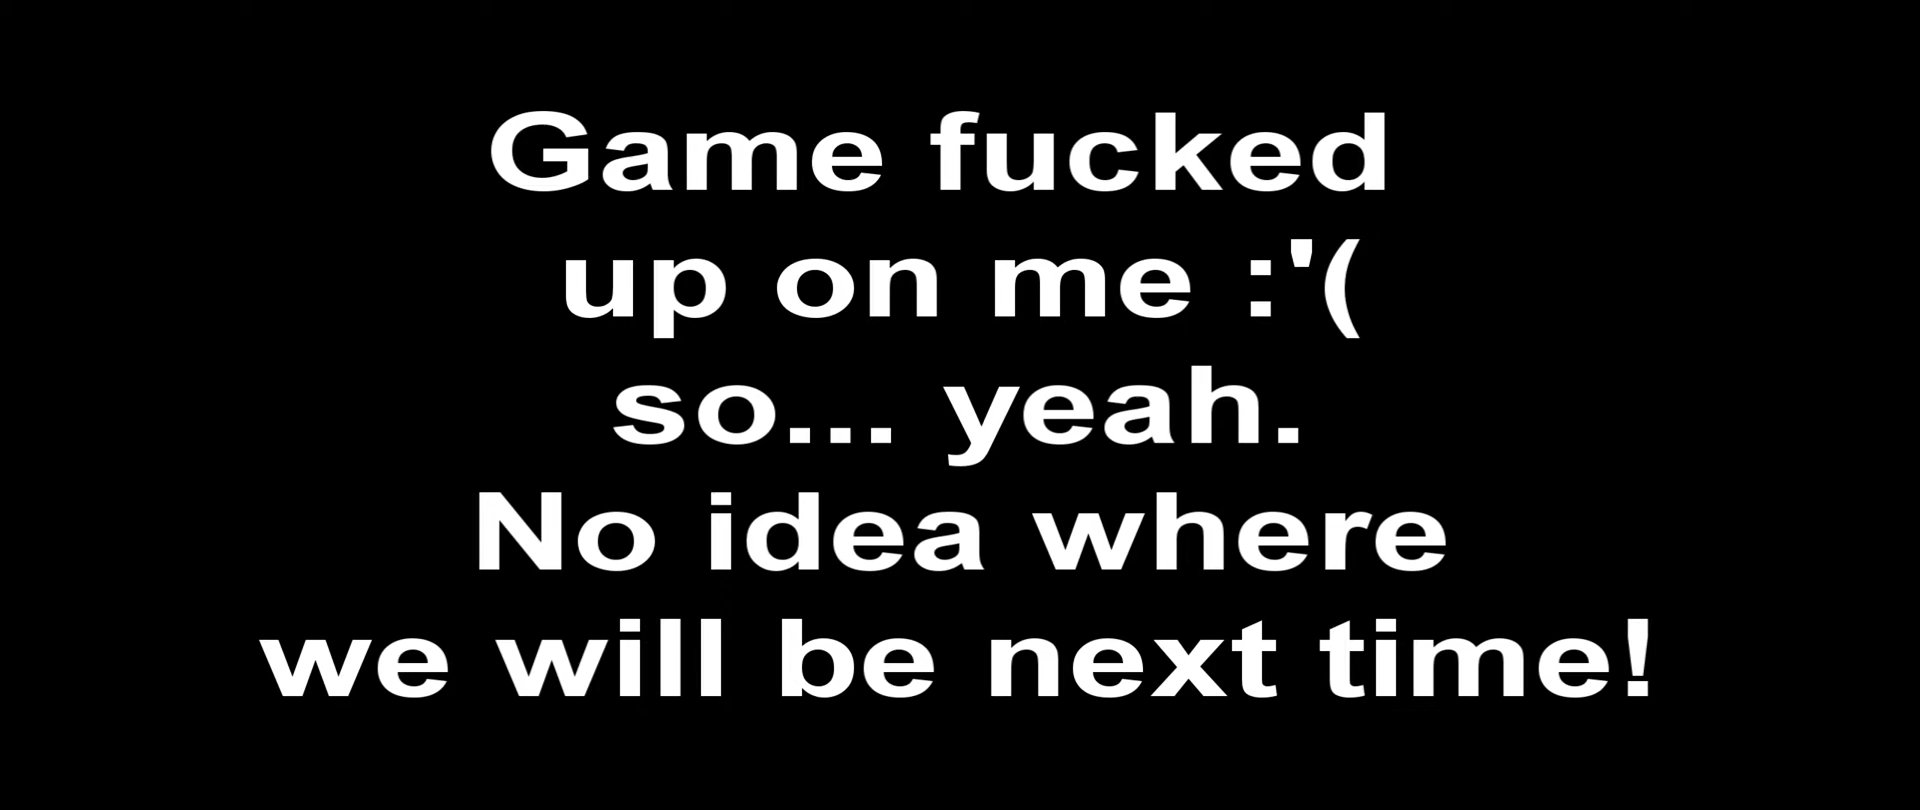 Game fucked
up on me :'(
so... yeah.
No idea where
we will be next time!